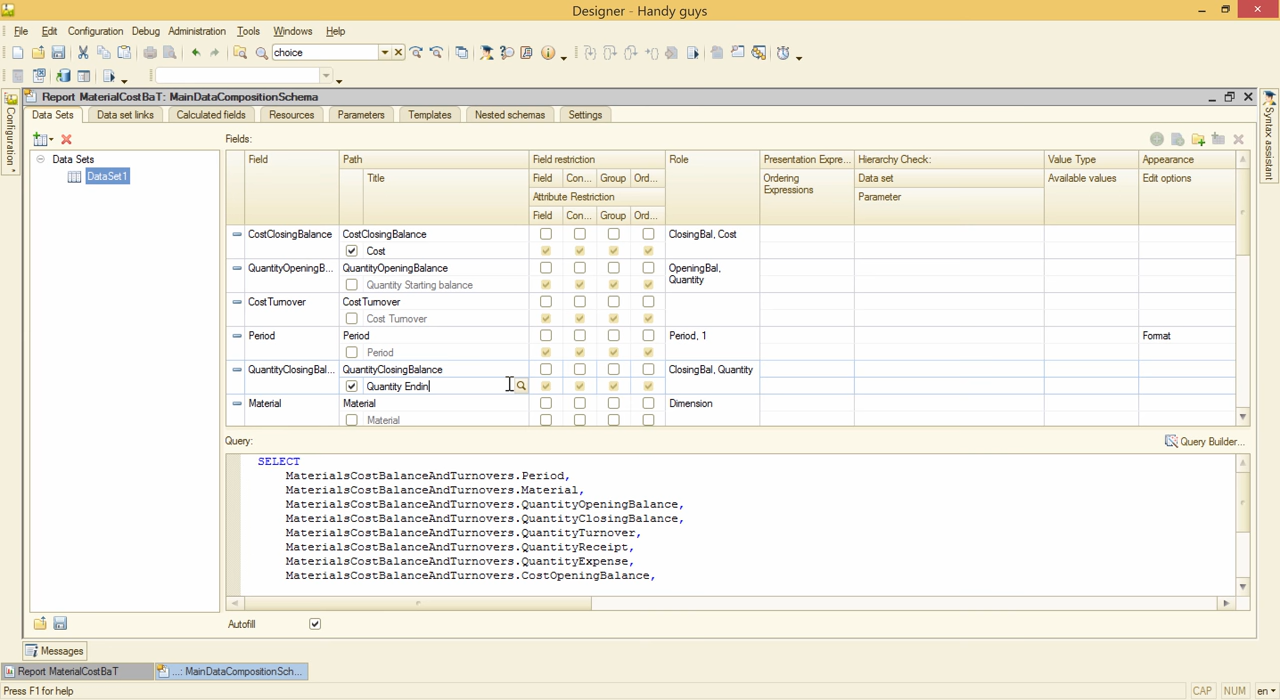 Designer - Handy guys
File Edit Configuration Debug Administration Tools Windows Help
choice
Report MaterialCostBaT: MainDataCompositionSchema
Data Sets Data set links Calculated fields Resources Parameters Templates Nested schemas Settings
Configuration
Syntax assistant
Data Sets
DataSet1
Fields:
Field Path Field restriction Role Presentation Expre... Hierarchy Check: Value Type Appearance
Title Field Con... Group Ord... Ordering Expressions Data set Available values Edit options
Attribute Restriction Parameter
Field Con... Group Ord...
CostClosingBalance CostClosingBalance ClosingBal, Cost
Cost
QuantityOpeningB... QuantityOpeningBalance OpeningBal, Quantity
Quantity Starting balance
CostTurnover CostTurnover
Cost Turnover
Period Period Period, 1 Format
Period
QuantityClosingBal... QuantityClosingBalance ClosingBal, Quantity
Quantity Endin
Material Material Dimension
Material
Query: Query Builder...
SELECT
MaterialsCostBalanceAndTurnovers.Period,
MaterialsCostBalanceAndTurnovers.Material,
MaterialsCostBalanceAndTurnovers.QuantityOpeningBalance,
MaterialsCostBalanceAndTurnovers.QuantityClosingBalance,
MaterialsCostBalanceAndTurnovers.QuantityTurnover,
MaterialsCostBalanceAndTurnovers.QuantityReceipt,
MaterialsCostBalanceAndTurnovers.QuantityExpense,
MaterialsCostBalanceAndTurnovers.CostOpeningBalance,
Autofill
Messages
Report MaterialCostBaT ...: MainDataCompositionSch...
Press F1 for help CAP NUM en